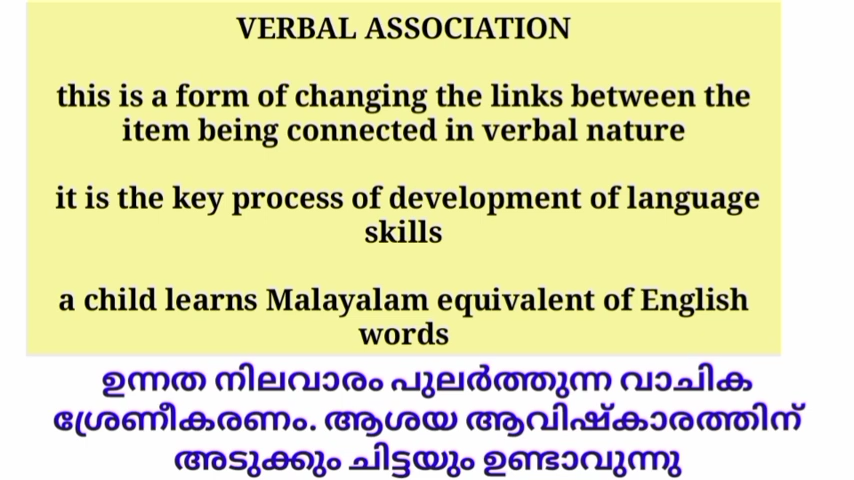 VERBAL ASSOCIATION
this is a form of changing the links between the
item being connected in verbal nature
it is the key process of development of language
skills
a child learns Malayalam equivalent of English
words
ഉന്നത നിലവാരം പുലർത്തുന്ന വാചിക
ശ്രേണീകരണം. ആശയ ആവിഷ്കാരത്തിന്
അടുക്കും ചിട്ടയും ഉണ്ടാവുന്നു